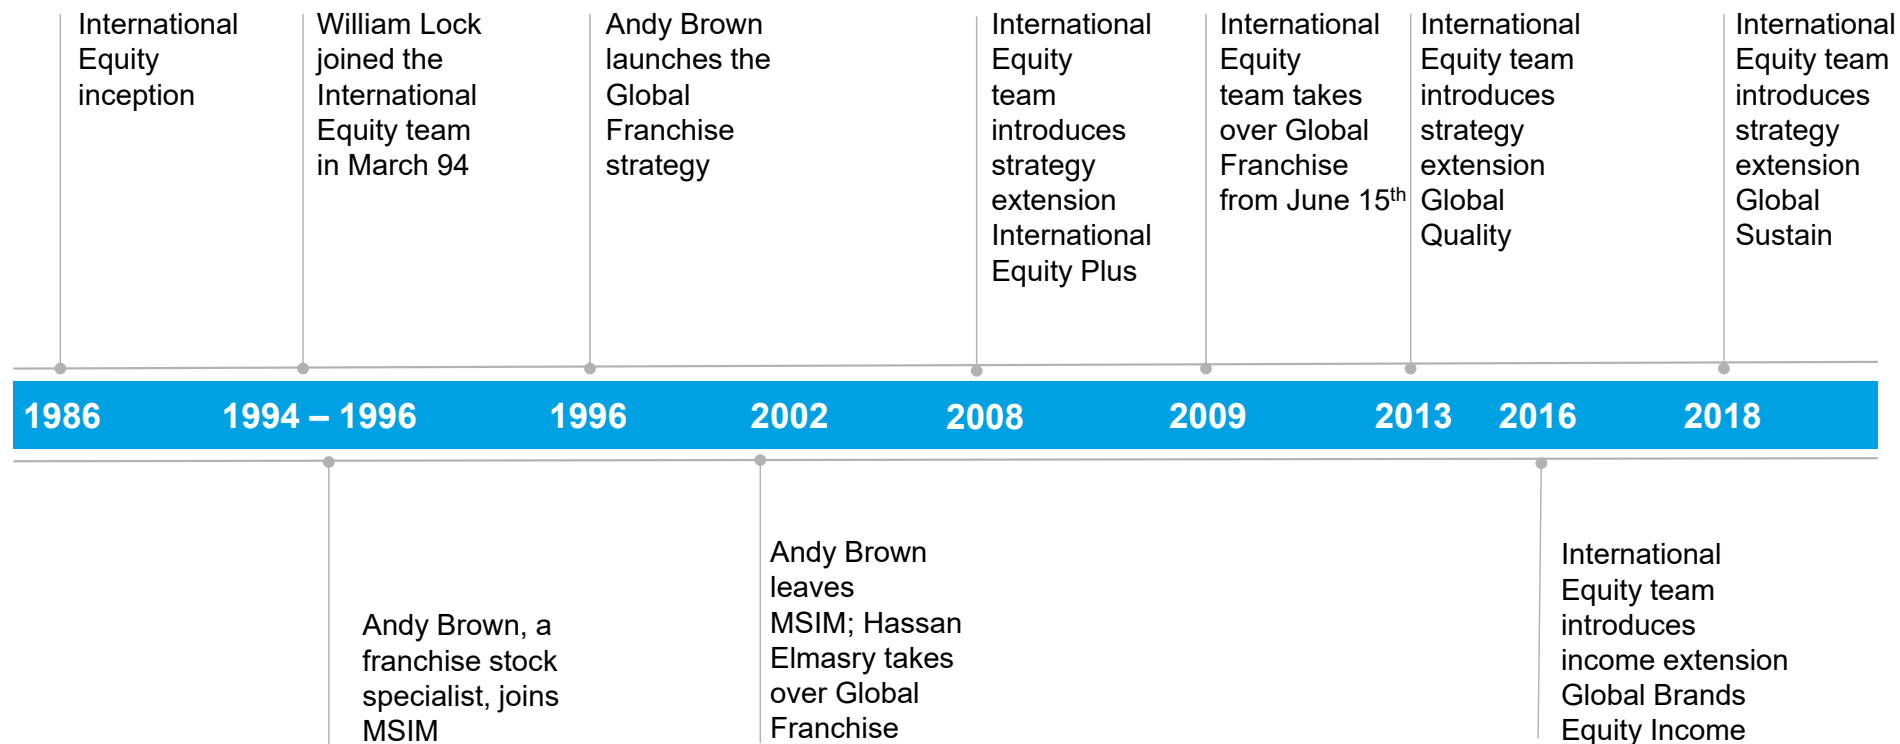 International
Equity
inception
William Lock
joined the
International
Equity team
in March 94
Andy Brown
launches the
Global
Franchise
strategy
International
Equity
team
introduces
strategy
extension
International
Equity Plus
International
Equity
team takes
over Global
Franchise
from June 15th
International
Equity team
introduces
strategy
extension
Global
Quality
International
Equity team
introduces
strategy
extension
Global
Sustain
1986 1994 – 1996 1996 2002 2008 2009 2013 2016 2018
Andy Brown, a
franchise stock
specialist, joins
MSIM
Andy Brown
leaves
MSIM; Hassan
Elmasry takes
over Global
Franchise
International
Equity team
introduces
income extension
Global Brands
Equity Income